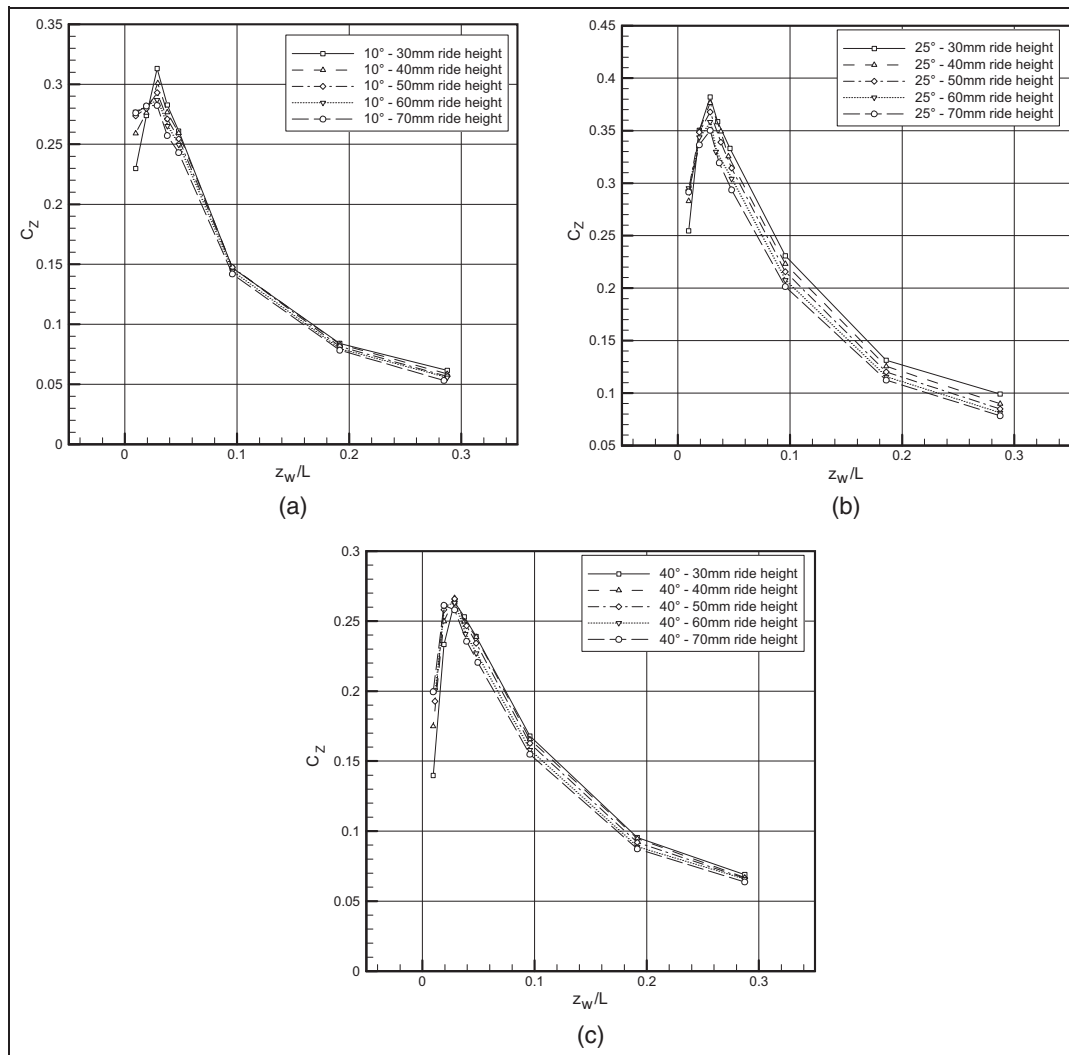 0.35
0.3
0.25
0.2
0.15
0.1
0.05
0
C_Z
0 0.1 0.2 0.3
z_w/L
10° - 30mm ride height
10° - 40mm ride height
10° - 50mm ride height
10° - 60mm ride height
10° - 70mm ride height
(a)
0.45
0.4
0.35
0.3
0.25
0.2
0.15
0.1
0.05
C_Z
0 0.1 0.2 0.3
z_w/L
25° - 30mm ride height
25° - 40mm ride height
25° - 50mm ride height
25° - 60mm ride height
25° - 70mm ride height
(b)
0.3
0.25
0.2
0.15
0.1
0.05
0
C_Z
0 0.1 0.2 0.3
z_w/L
40° - 30mm ride height
40° - 40mm ride height
40° - 50mm ride height
40° - 60mm ride height
40° - 70mm ride height
(c)